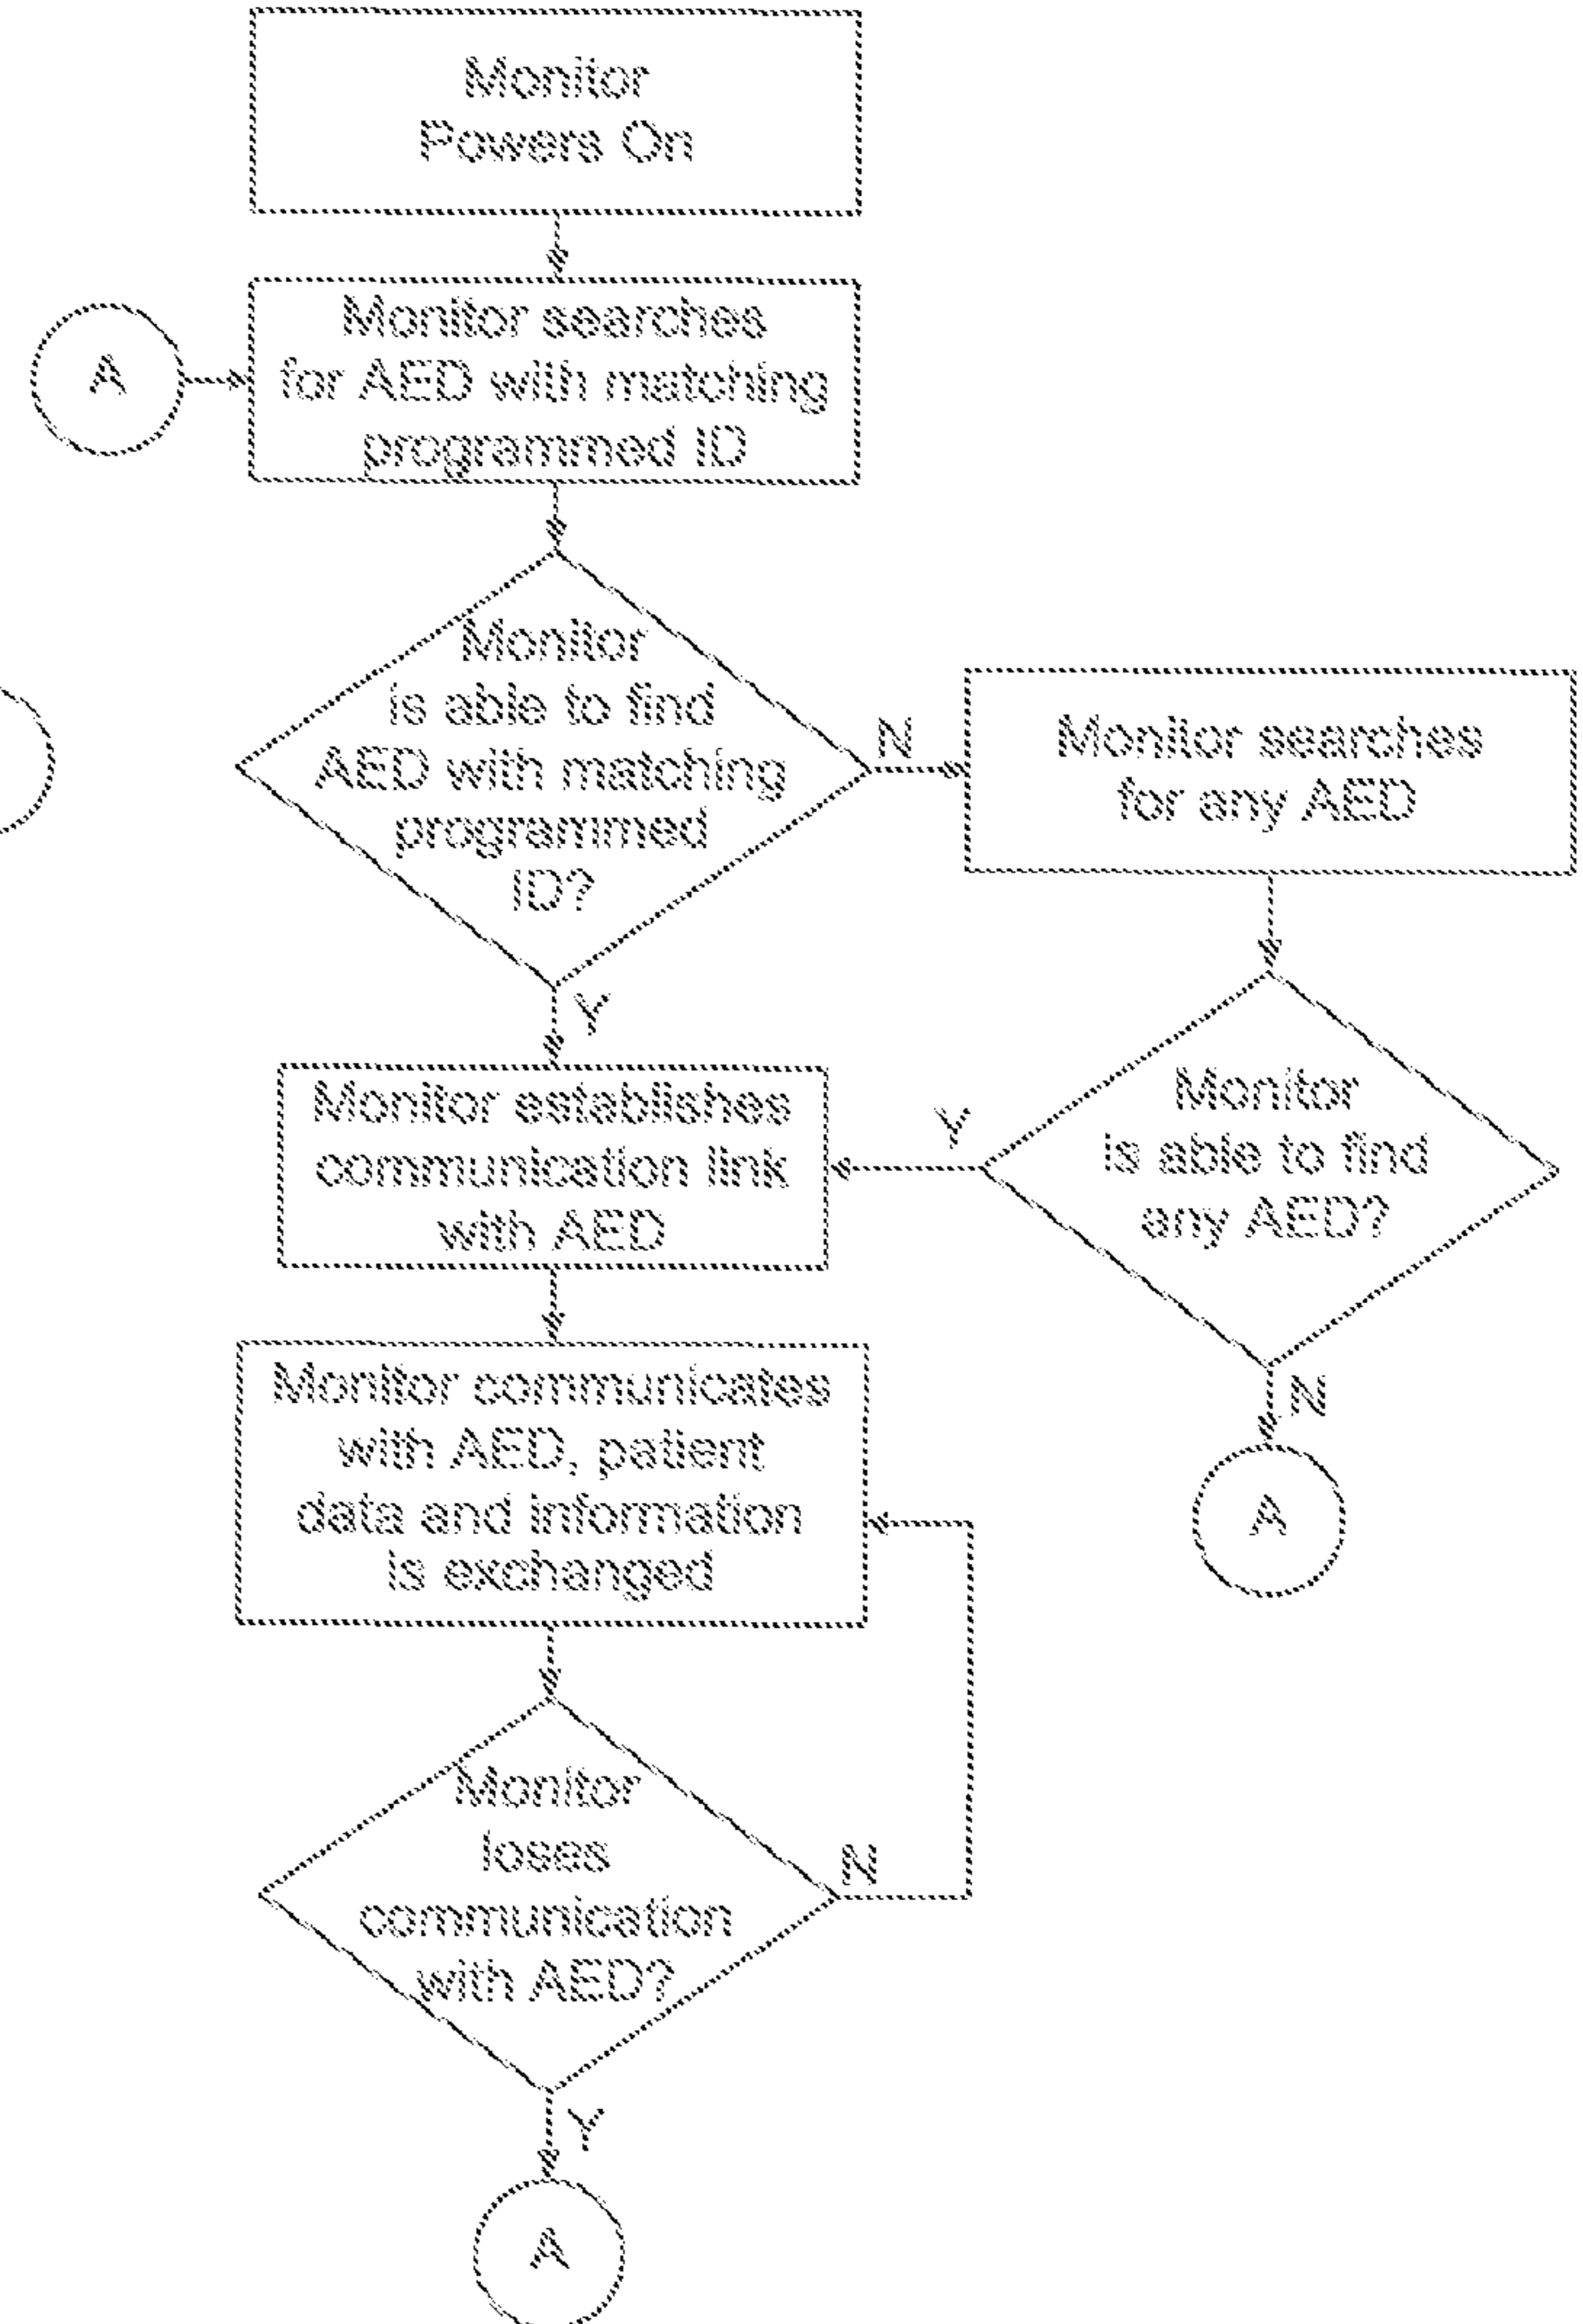 Monitor
Powers On
A
Monitor searches
for AED with matching
programmed ID
Monitor
is able to find
AED with matching
programmed
ID?
N
Monitor searches
for any AED
Y
Monitor establishes
communication link
with AED
Y
Monitor
is able to find
any AED?
N
A
Monitor communicates
with AED, patient
data and information
is exchanged
Monitor
loses
communication
with AED?
N
Y
A